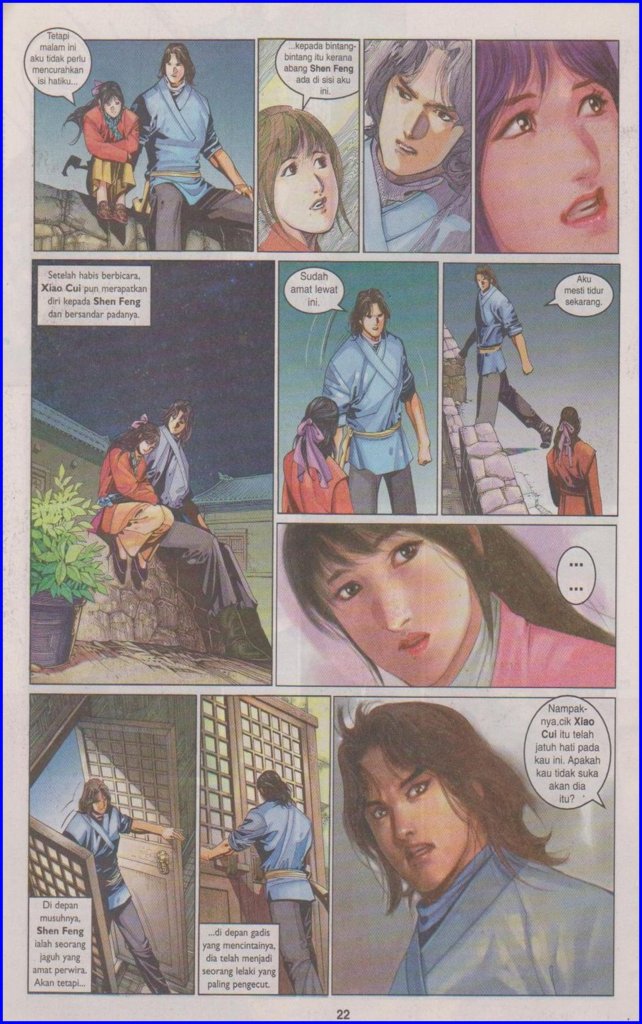 Tetapi
malam ini
aku tidak perlu
mencurahkan
isi hatiku...
...kepada bintang-
bintang itu kerana
abang Shen Feng
ada di sisi aku
ini.
Setelah habis berbicara,
Xiao Cui pun merapatkan
diri kepada Shen Feng
dan bersandar padanya.
Sudah
amat lewat
ini.
Aku
mesti tidur
sekarang.
...
...
Di depan
musuhnya,
Shen Feng
ialah seorang
jaguh yang
amat perwira.
Akan tetapi...
...di depan gadis
yang mencintainya,
dia telah menjadi
seorang lelaki yang
paling pengecut.
Nampak-
nya,cik Xiao
Cui itu telah
jatuh hati pada
kau ini. Apakah
kau tidak suka
akan dia
itu?
22